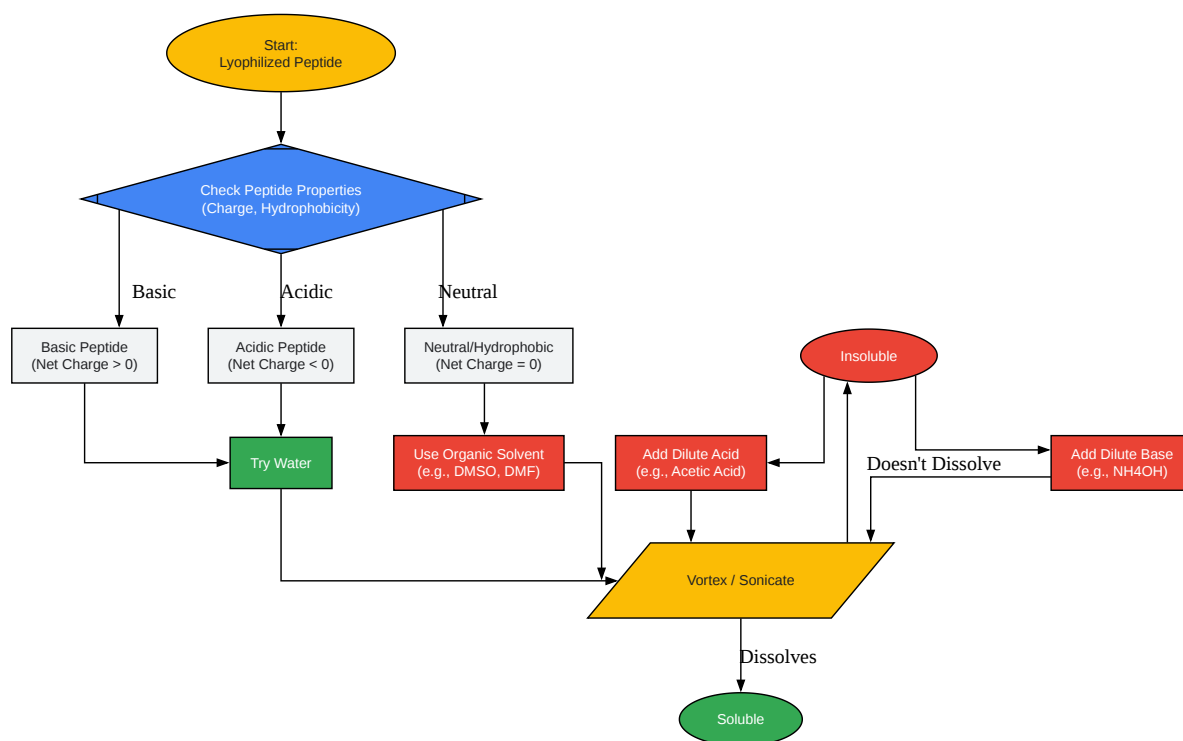 Start:
Lyophilized Peptide
Check Peptide Properties
(Charge, Hydrophobicity)
Basic
Acidic
Neutral
Basic Peptide
(Net Charge > 0)
Acidic Peptide
(Net Charge < 0)
Neutral/Hydrophobic
(Net Charge = 0)
Insoluble
Try Water
Use Organic Solvent
(e.g., DMSO, DMF)
Add Dilute Acid
(e.g., Acetic Acid)
Doesn't Dissolve
Add Dilute Base
(e.g., NH4OH)
Vortex / Sonicate
Dissolves
Soluble